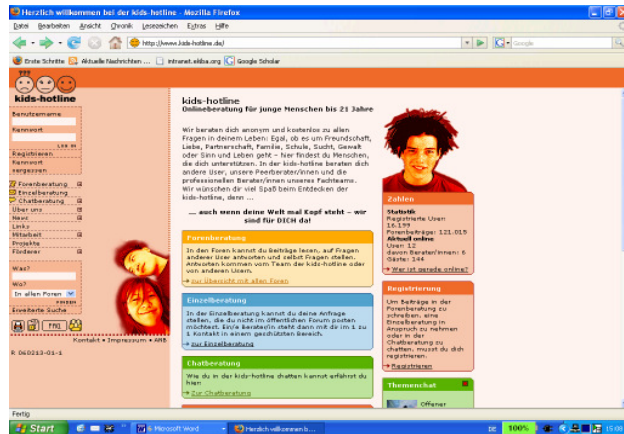 Herzlich willkommen bei der kids-hotline - Mozilla Firefox
Datei Bearbeiten Ansicht Chronik Lesezeichen Extras Hilfe
http://www.kids-hotline.de/
Google
Erste Schritte Aktuelle Nachrichten ... intranet.ekiba.org Google Scholar
kids-hotline
Benutzername
Kennwort
LOG IN
Registrieren
Kennwort
vergessen
Forenberatung
Einzelberatung
Chatberatung
Über uns
News
Links
Mitarbeit
Projekte
Förderer
Was?
Wo?
In allen Foren
FINDEN
Erweiterte Suche
FAQ
Kontakt • Impressum • ANB
R 060213-01-1
kids-hotline
Onlineberatung für junge Menschen bis 21 Jahre
Wir beraten dich anonym und kostenlos zu allen
Fragen in deinem Leben: Egal, ob es um Freundschaft,
Liebe, Partnerschaft, Familie, Schule, Sucht, Gewalt
oder Sinn und Leben geht – hier findest du Menschen,
die dich unterstützen. In der kids-hotline beraten dich
andere User, unsere Peerberater/innen und die
professionellen Berater/innen unseres Fachteams.
Wir wünschen dir viel Spaß beim Entdecken der
kids-hotline, denn ...
... auch wenn deine Welt mal Kopf steht – wir
sind für DICH da!
Forenberatung
In den Foren kannst du Beiträge lesen, auf Fragen
anderer User antworten und selbst Fragen stellen.
Antworten kommen vom Team der kids-hotline oder
von anderen Usern.
zur Übersicht mit allen Foren
Einzelberatung
In der Einzelberatung kannst du deine Anfrage
stellen, die du nicht im öffentlichen Forum posten
möchtest. Ein/e Berater/in steht dann mit dir im 1 zu
1 Kontakt in einem geschützten Bereich.
zur Einzelberatung
Chatberatung
Wie du in der kids-hotline chatten kannst erfährst du
hier:
Zur Chatberatung
Zahlen
Statistik
Registrierte User:
16.199
Forenbeiträge: 121.015
Aktuell online
User: 12
davon Berater/innen: 6
Gäste: 144
Wer ist gerade online?
Registrierung
Um Beiträge in der
Forenberatung zu
schreiben, eine
Einzelberatung in
Anspruch zu nehmen
oder in der
Chatberatung zu
chatten, musst du dich
registrieren.
Registrieren
Themenchat
Offener
Fertig
Start
6 Microsoft Word
Herzlich willkommen b...
DE
100%
15:08